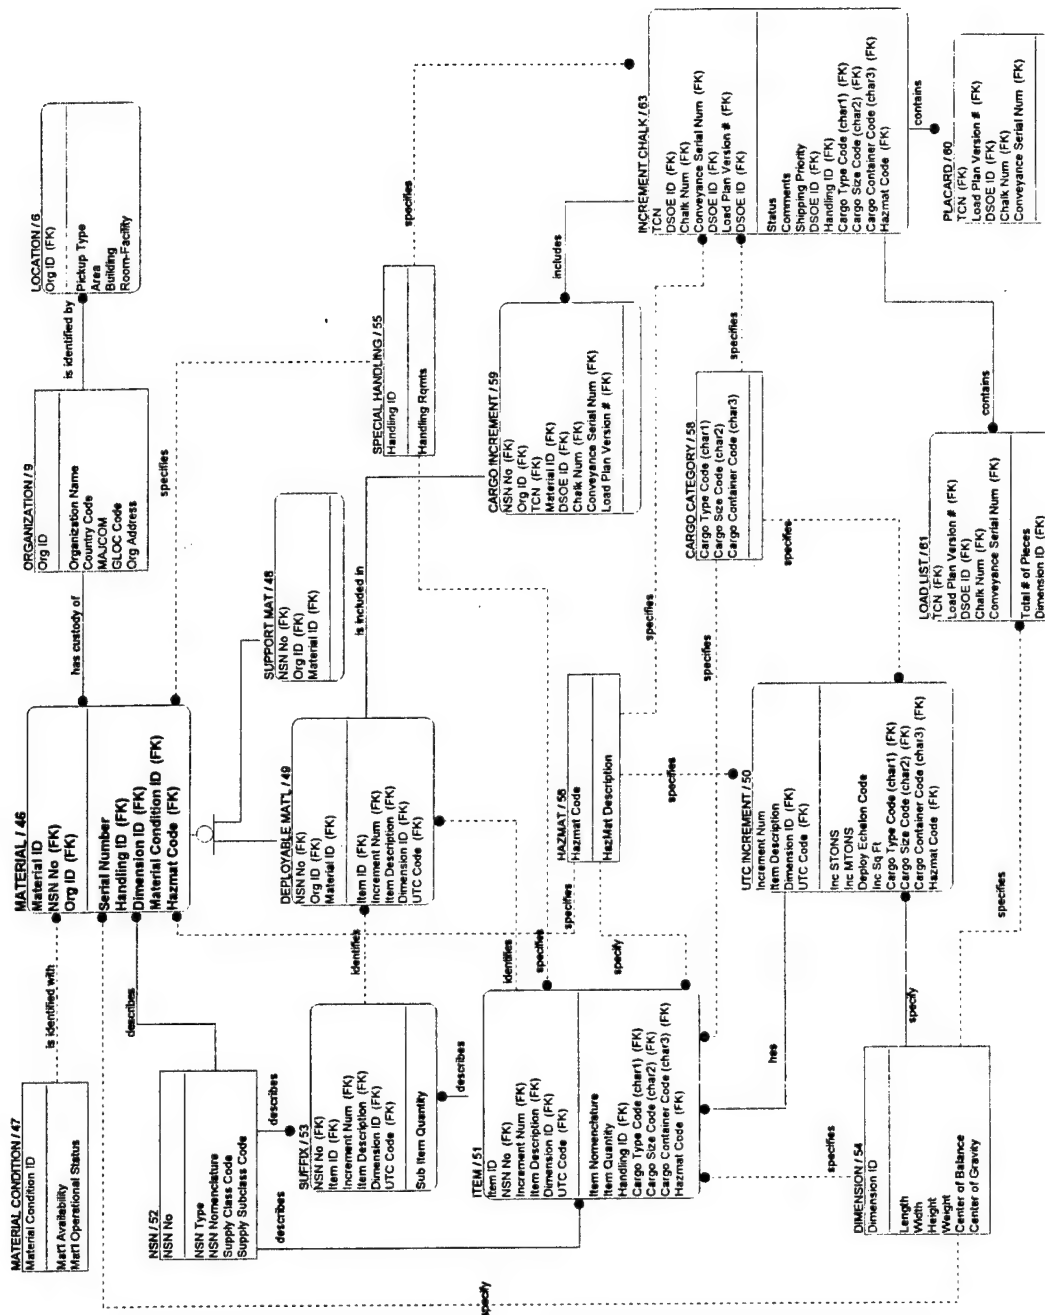 MATERIAL CONDITION / 47
Material Condition ID
Mat'l Availability
Mat'l Operational Status
is identified with
MATERIAL / 46
Material ID
NSN No (FK)
Org ID (FK)
Serial Number
Handling ID (FK)
Dimension ID (FK)
Material Condition ID (FK)
Hazmat Code (FK)
has custody of
ORGANIZATION / 9
Org ID
Organization Name
Country Code
MAJCOM
GLOC Code
Org Address
is identified by
LOCATION / 6
Org ID (FK)
Pickup Type
Area
Building
Room-Facility
describes
NSN / 52
NSN No
NSN Type
NSN Nomenclature
Supply Class Code
Supply Subclass Code
describes
describes
SUFFIX / 53
NSN No (FK)
Item ID (FK)
Increment Num (FK)
Item Description (FK)
Dimension ID (FK)
UTC Code (FK)
Sub Item Quantity
identifies
describes
DEPLOYABLE MAT'L / 49
NSN No (FK)
Org ID (FK)
Material ID (FK)
Item ID (FK)
Increment Num (FK)
Item Description (FK)
Dimension ID (FK)
UTC Code (FK)
SUPPORT MAT / 48
NSN No (FK)
Org ID (FK)
Material ID (FK)
is included in
specifies
SPECIAL HANDLING / 55
Handling ID
Handling Rqmts
specifies
ITEM / 51
Item ID
NSN No (FK)
Increment Num (FK)
Item Description (FK)
Dimension ID (FK)
UTC Code (FK)
Item Nomenclature
Item Quantity
Handling ID (FK)
Cargo Type Code (char1) (FK)
Cargo Size Code (char2) (FK)
Cargo Container Code (char3) (FK)
Hazmat Code (FK)
identifies
specifies
specifies
specify
HAZMAT / 56
Hazmat Code
HazMat Description
specifies
specifies
CARGO INCREMENT / 59
NSN No (FK)
Org ID (FK)
TCN (FK)
Material ID (FK)
DSOE ID (FK)
Chalk Num (FK)
Conveyance Serial Num (FK)
Load Plan Version # (FK)
includes
INCREMENT CHALK / 63
TCN
DSOE ID (FK)
Chalk Num (FK)
Conveyance Serial Num (FK)
DSOE ID (FK)
Load Plan Version # (FK)
DSOE ID (FK)
Status
Comments
Shipping Priority
DSOE ID (FK)
Handling ID (FK)
Cargo Type Code (char1) (FK)
Cargo Size Code (char2) (FK)
Cargo Container Code (char3) (FK)
Hazmat Code (FK)
contains
PLACARD / 60
TCN (FK)
Load Plan Version # (FK)
DSOE ID (FK)
Chalk Num (FK)
Conveyance Serial Num (FK)
has
UTC INCREMENT / 50
Increment Num
Item Description
Dimension ID (FK)
UTC Code (FK)
Inc STONS
Inc MTONS
Deploy Echelon Code
Inc Sq Ft
Cargo Type Code (char1) (FK)
Cargo Size Code (char2) (FK)
Cargo Container Code (char3) (FK)
Hazmat Code (FK)
specifies
specifies
CARGO CATEGORY / 58
Cargo Type Code (char1)
Cargo Size Code (char2)
Cargo Container Code (char3)
specifies
contains
specify
specifies
DIMENSION / 54
Dimension ID
Length
Width
Height
Weight
Center of Balance
Center of Gravity
specify
specifies
LOAD LIST / 61
TCN (FK)
Load Plan Version # (FK)
DSOE ID (FK)
Chalk Num (FK)
Conveyance Serial Num (FK)
Total # of Pieces
Dimension ID (FK)